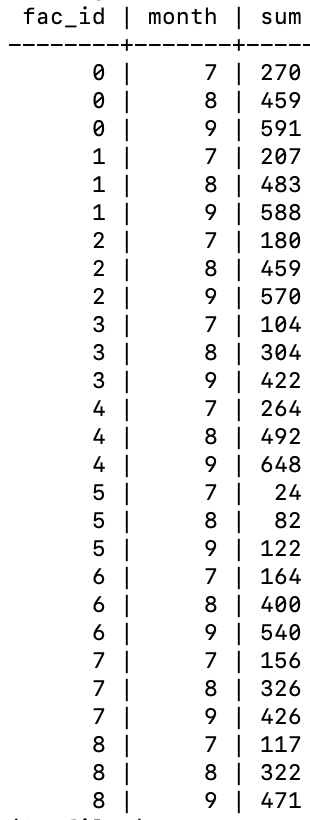 fac_id | month | sum
--------+-------+-----
0 | 7 | 270
0 | 8 | 459
0 | 9 | 591
1 | 7 | 207
1 | 8 | 483
1 | 9 | 588
2 | 7 | 180
2 | 8 | 459
2 | 9 | 570
3 | 7 | 104
3 | 8 | 304
3 | 9 | 422
4 | 7 | 264
4 | 8 | 492
4 | 9 | 648
5 | 7 | 24
5 | 8 | 82
5 | 9 | 122
6 | 7 | 164
6 | 8 | 400
6 | 9 | 540
7 | 7 | 156
7 | 8 | 326
7 | 9 | 426
8 | 7 | 117
8 | 8 | 322
8 | 9 | 471